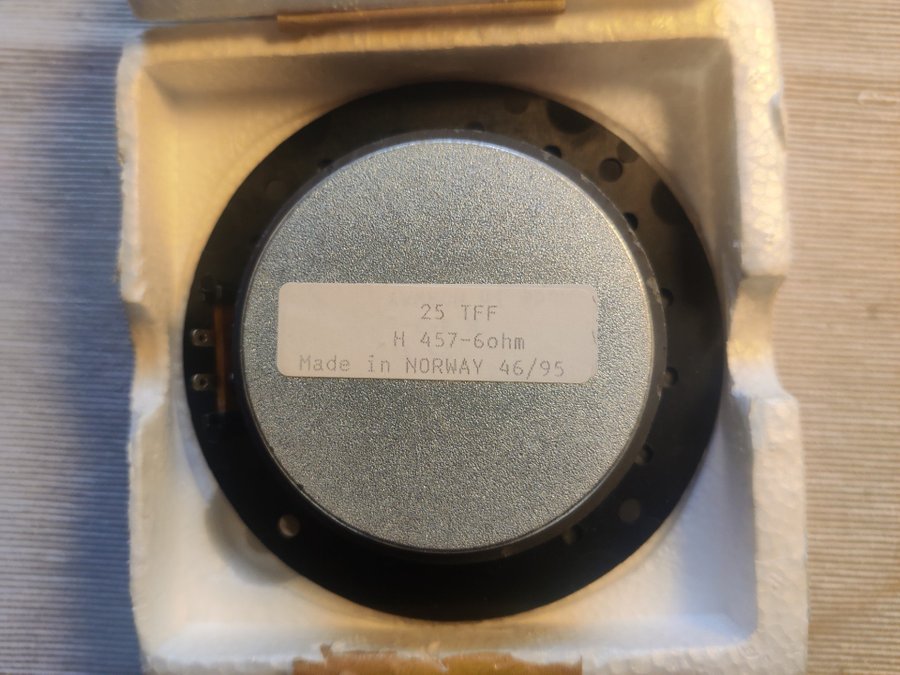 25 TFF
H 457-6ohm
Made in NORWAY 46/95